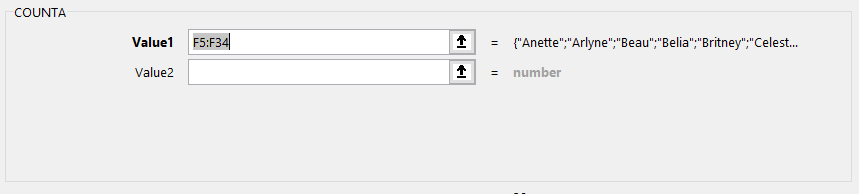 COUNTA
Value1 F5:F34 = {"Anette";"Arlyne";"Beau";"Belia";"Britney";"Celest...
Value2 = number